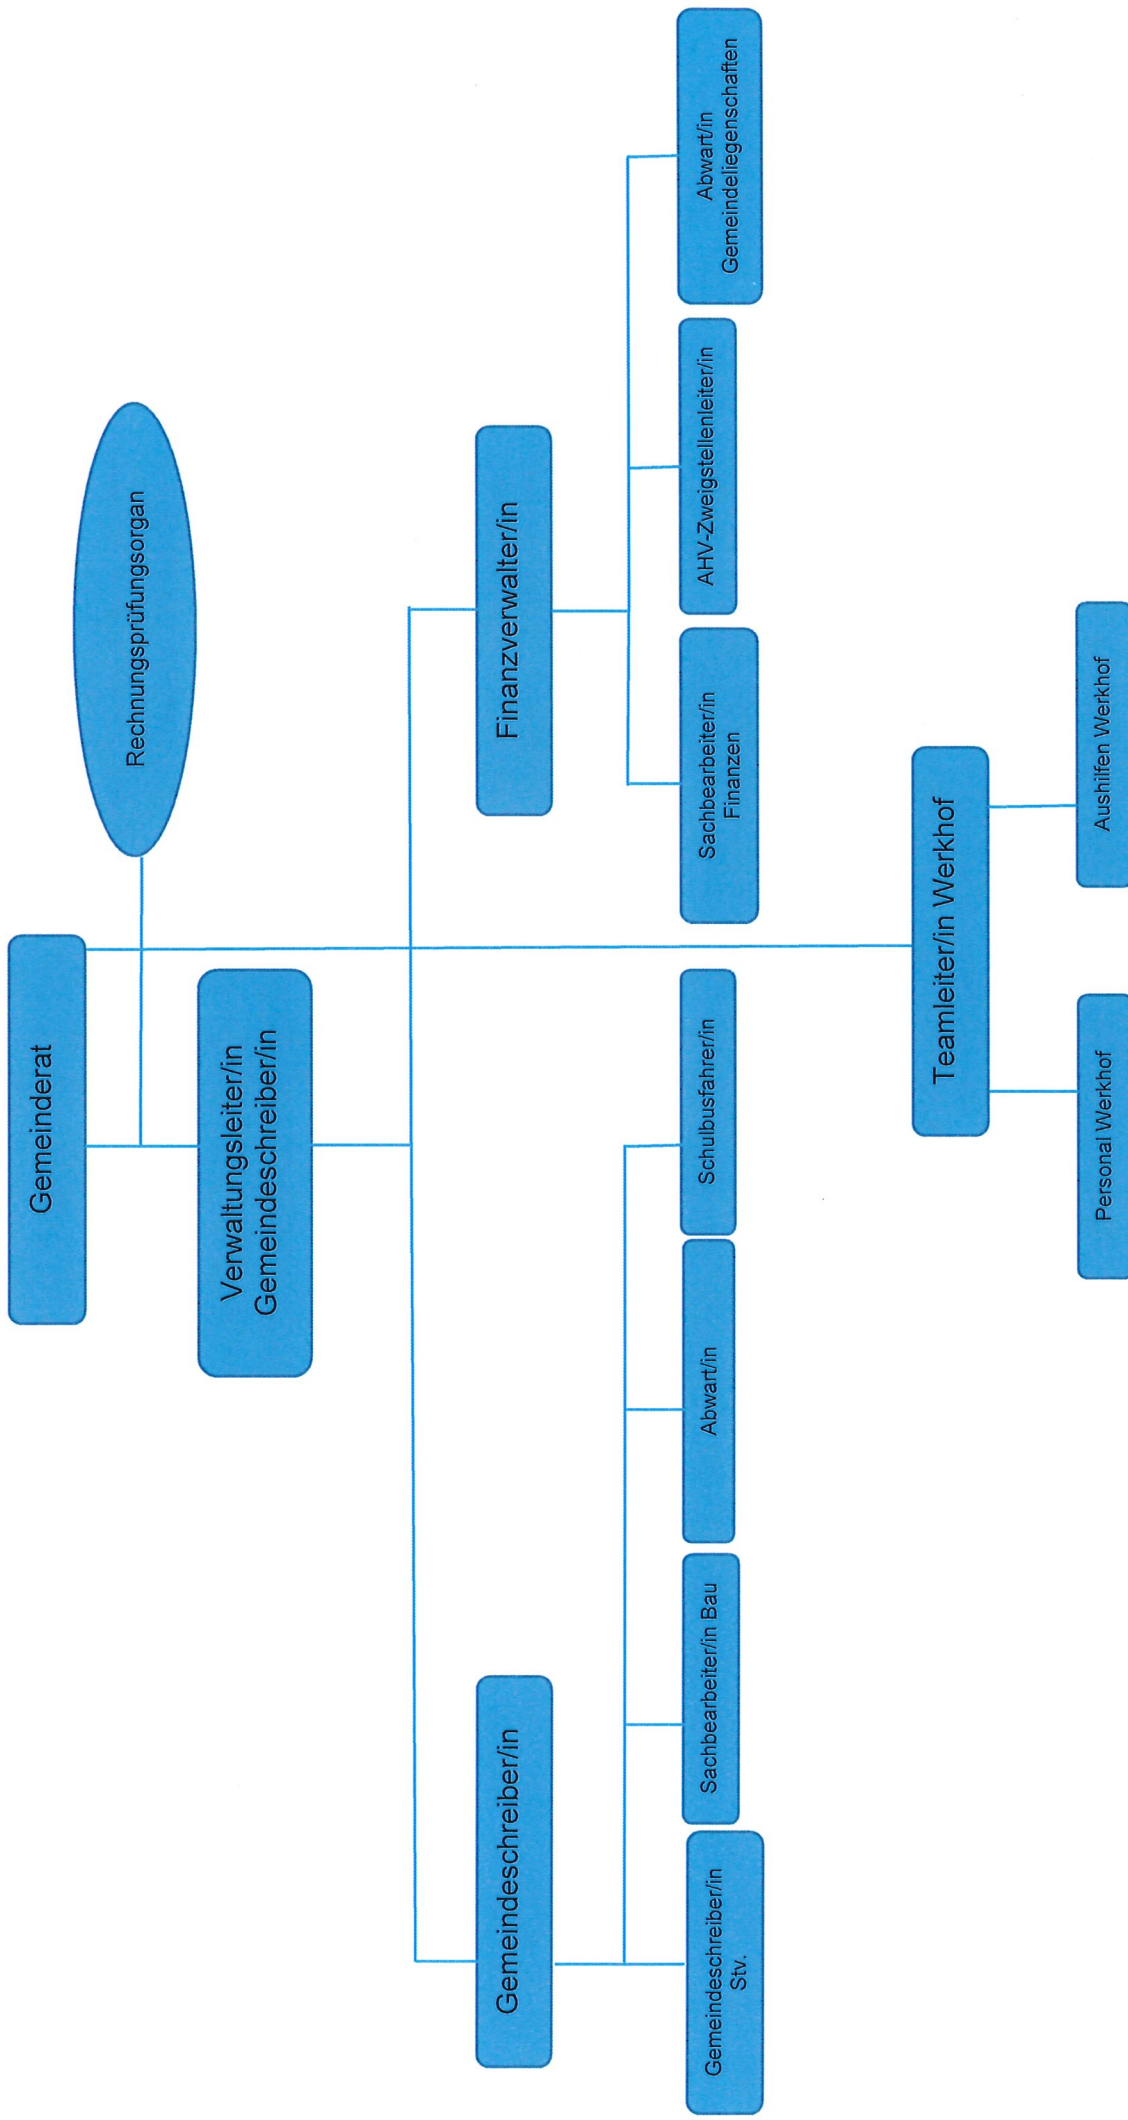 Gemeinderat
Rechnungsprüfungsorgan
Verwaltungsleiter/in
Gemeindeschreiber/in
Gemeindeschreiber/in
Finanzverwalter/in
Gemeindeschreiber/in
Stv.
Sachbearbeiter/in Bau
Abwart/in
Schulbusfahrer/in
Sachbearbeiter/in
Finanzen
AHV-Zweigstellenleiter/in
Abwart/in
Gemeindeliegenschaften
Teamleiter/in Werkhof
Personal Werkhof
Aushilfen Werkhof